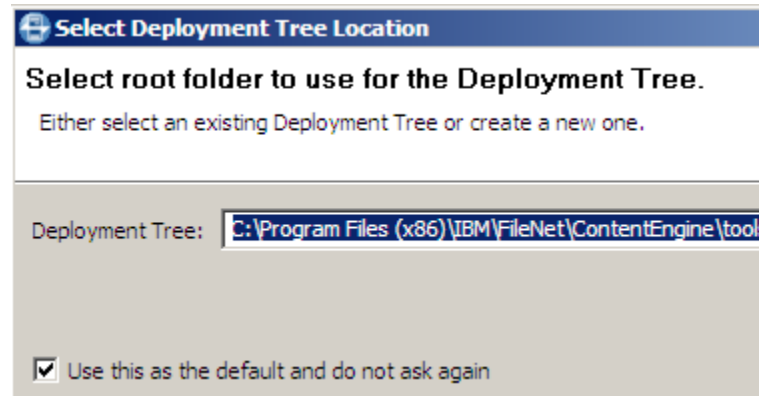 Select Deployment Tree Location
Select root folder to use for the Deployment Tree.
Either select an existing Deployment Tree or create a new one.
Deployment Tree: C:\Program Files (x86)\IBM\FileNet\ContentEngine\tools
Use this as the default and do not ask again